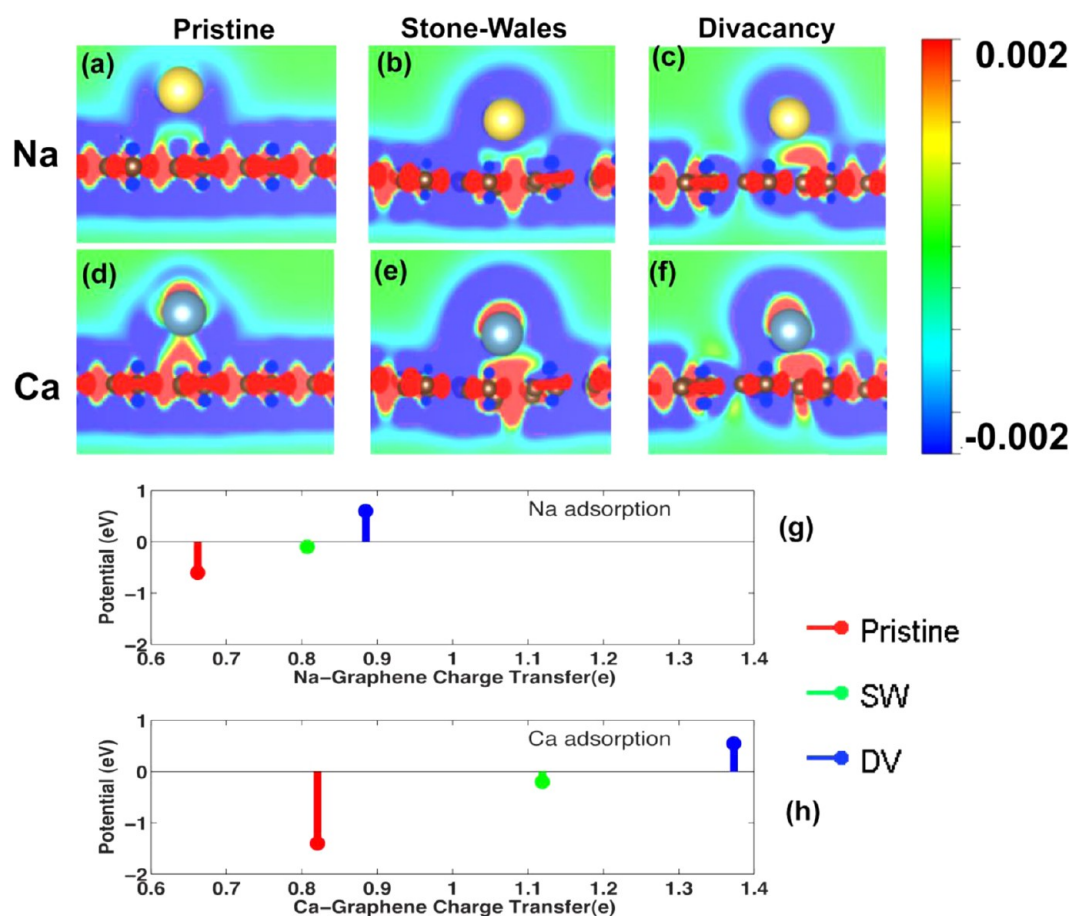 Pristine Stone-Wales Divacancy
(a) (b) (c) 0.002
Na
(d) (e) (f)
Ca
-0.002
1
Na adsorption (g)
0
Potential (eV)
-1
-2
0.6 0.7 0.8 0.9 1 1.1 1.2 1.3 1.4
Na-Graphene Charge Transfer(e)
Pristine
SW
DV
1
Ca adsorption
0
Potential (eV)
(h)
-1
-2
0.6 0.7 0.8 0.9 1 1.1 1.2 1.3 1.4
Ca-Graphene Charge Transfer(e)